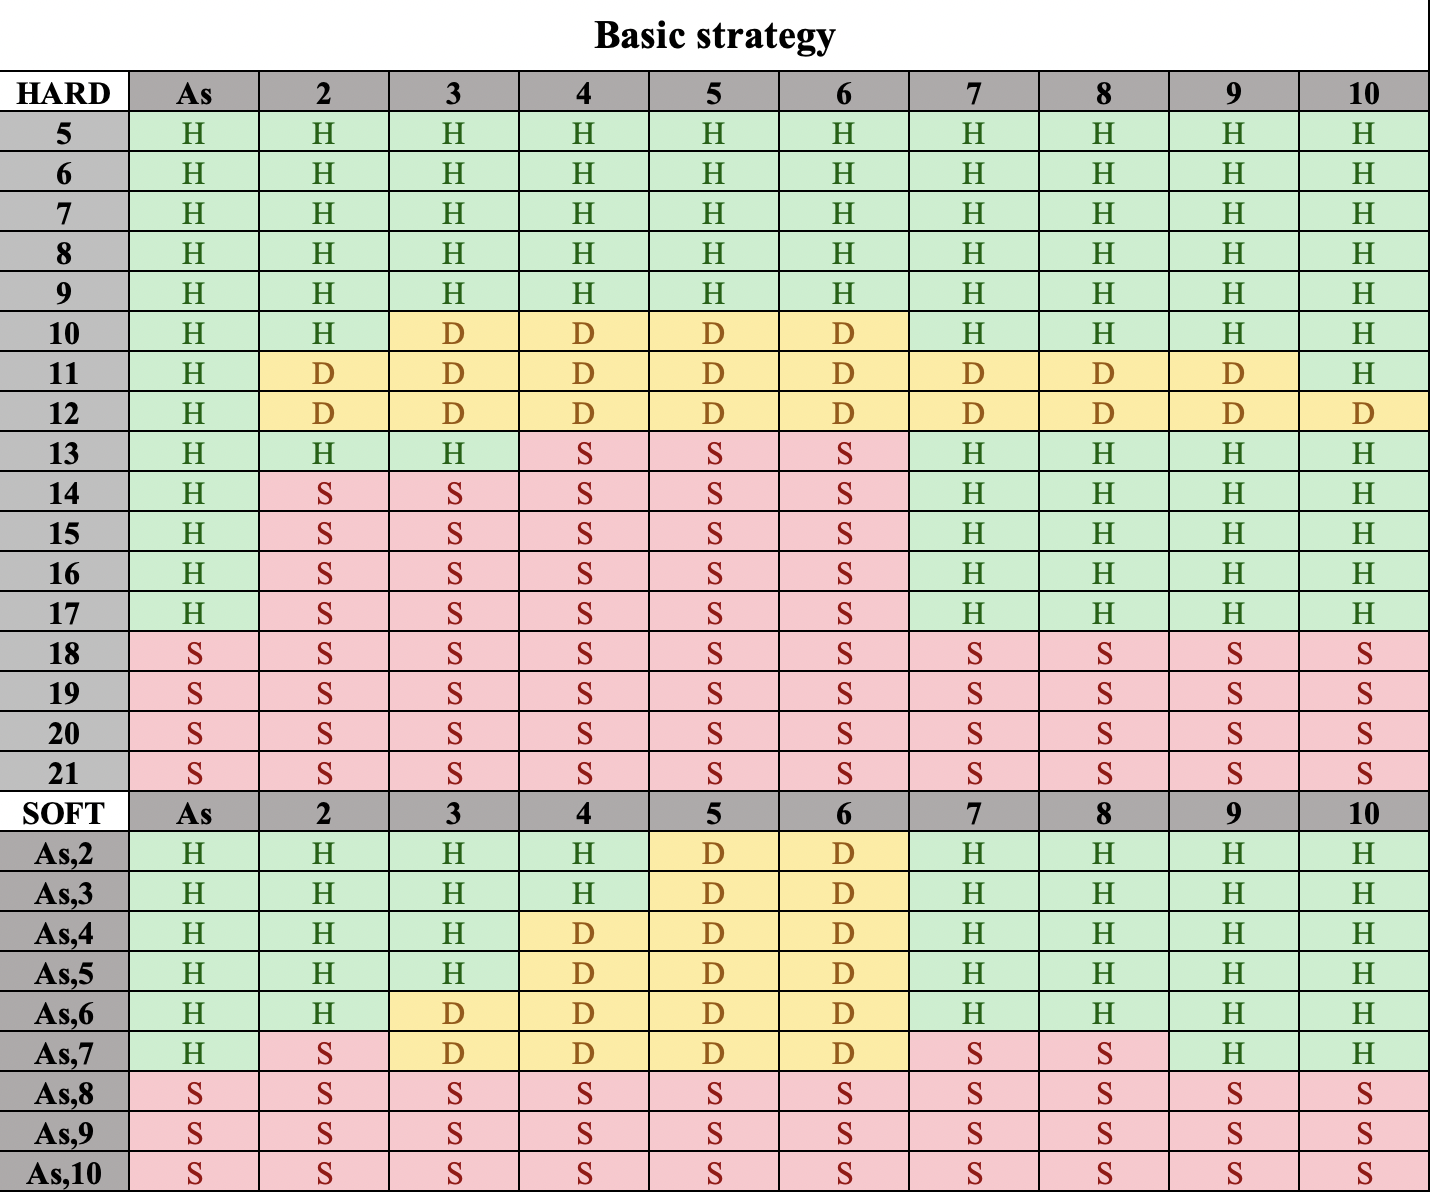 Basic strategy
HARD As 2 3 4 5 6 7 8 9 10
5 H H H H H H H H H H
6 H H H H H H H H H H
7 H H H H H H H H H H
8 H H H H H H H H H H
9 H H H H H H H H H H
10 H H D D D D H H H H
11 H D D D D D D D D H
12 H D D D D D D D D D
13 H H H S S S H H H H
14 H S S S S S H H H H
15 H S S S S S H H H H
16 H S S S S S H H H H
17 H S S S S S H H H H
18 S S S S S S S S S S
19 S S S S S S S S S S
20 S S S S S S S S S S
21 S S S S S S S S S S
SOFT As 2 3 4 5 6 7 8 9 10
As,2 H H H H D D H H H H
As,3 H H H H D D H H H H
As,4 H H H D D D H H H H
As,5 H H H D D D H H H H
As,6 H H D D D D H H H H
As,7 H S D D D D S S H H
As,8 S S S S S S S S S S
As,9 S S S S S S S S S S
As,10 S S S S S S S S S S